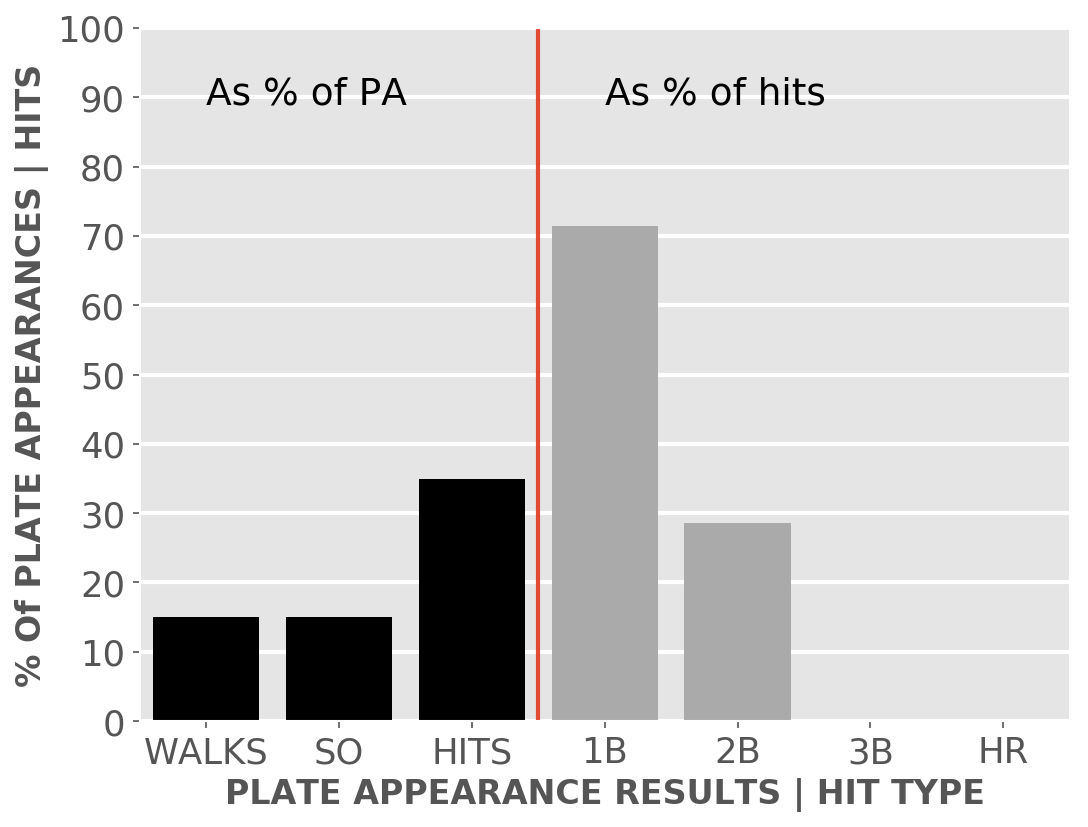 % Of PLATE APPEARANCES | HITS
100
90
80
70
60
50
40
30
20
10
0
As % of PA
As % of hits
WALKS SO HITS 1B 2B 3B HR
PLATE APPEARANCE RESULTS | HIT TYPE